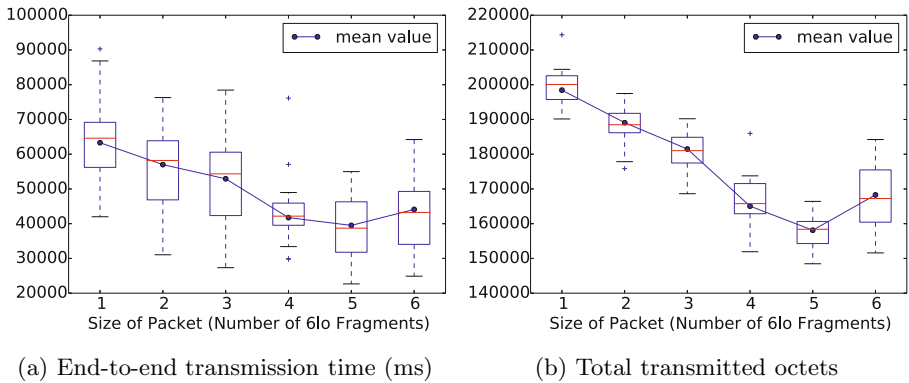 100000
90000
80000
70000
60000
50000
40000
30000
20000
mean value
1 2 3 4 5 6
Size of Packet (Number of 6lo Fragments)
(a) End-to-end transmission time (ms)
220000
210000
200000
190000
180000
170000
160000
150000
140000
mean value
1 2 3 4 5 6
Size of Packet (Number of 6lo Fragments)
(b) Total transmitted octets